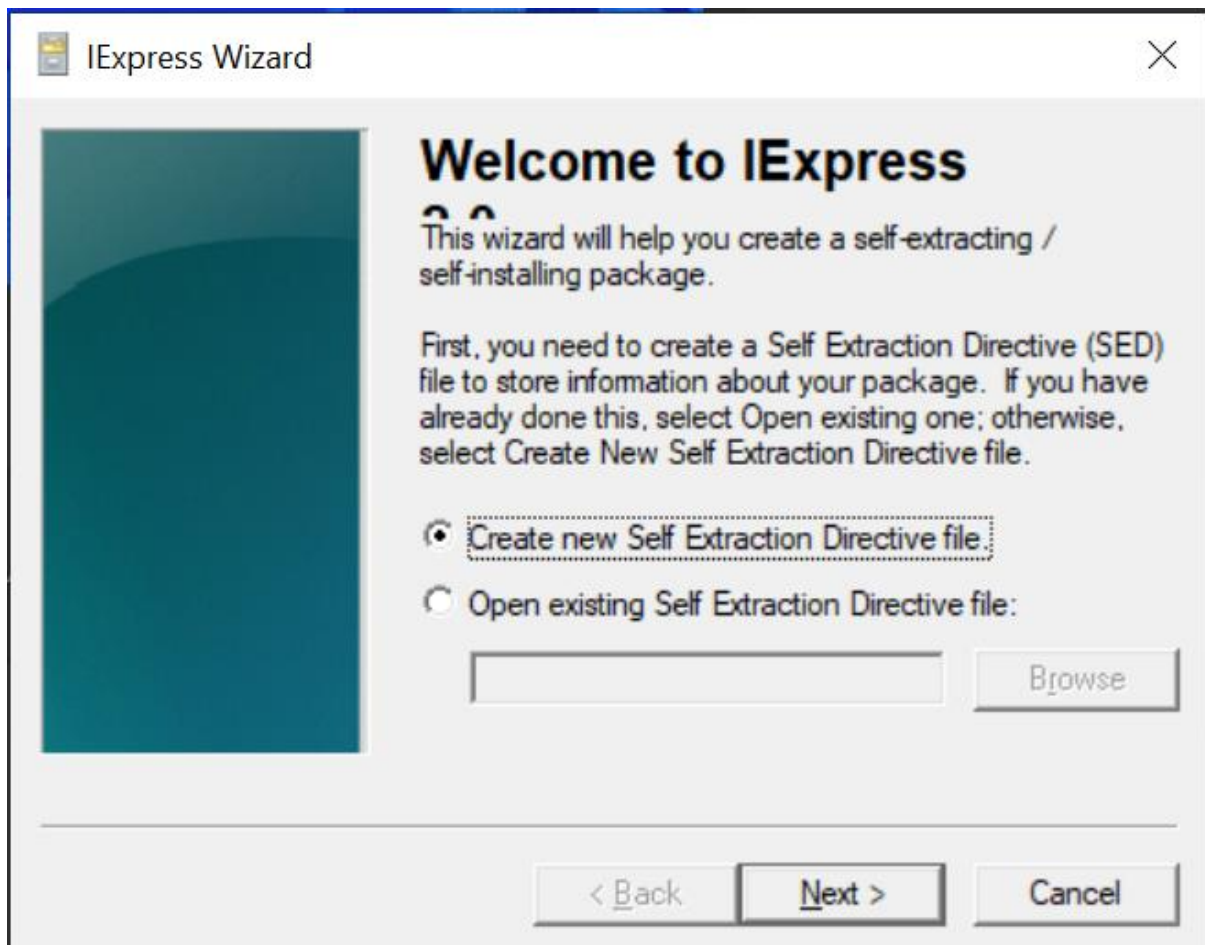 IExpress Wizard
Welcome to IExpress
This wizard will help you create a self-extracting /
self-installing package.
First, you need to create a Self Extraction Directive (SED)
file to store information about your package. If you have
already done this, select Open existing one; otherwise,
select Create New Self Extraction Directive file.
Create new Self Extraction Directive file.
Open existing Self Extraction Directive file:
Browse
< Back
Next >
Cancel